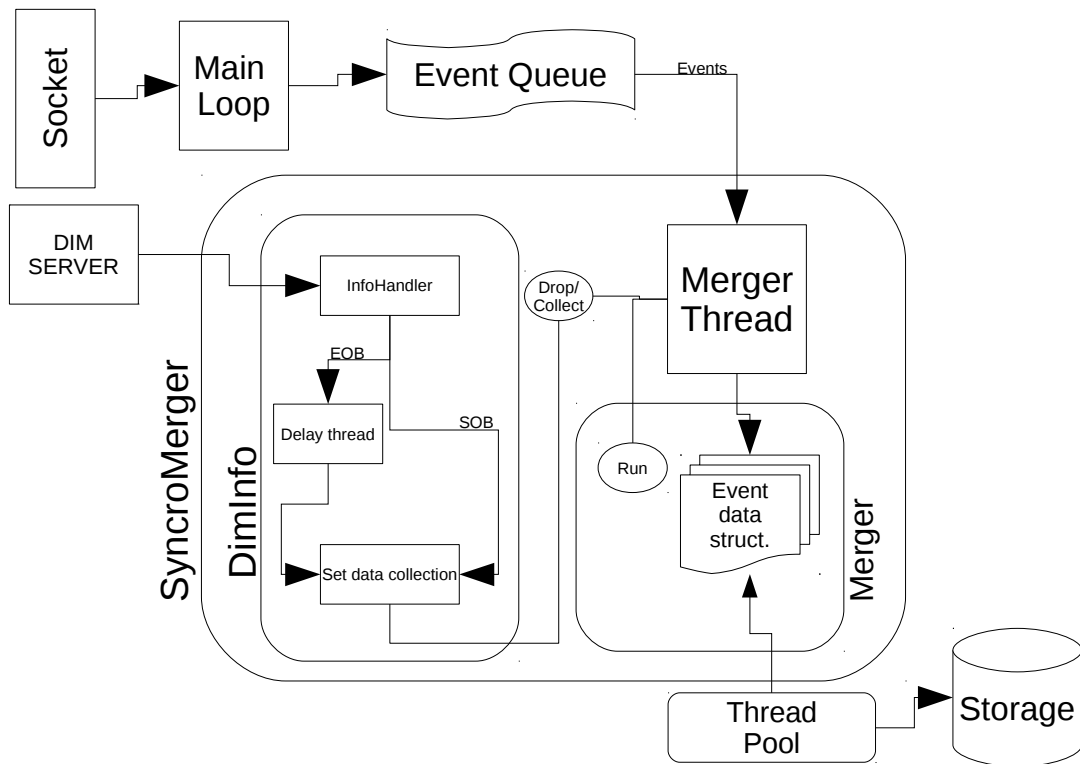 Socket
Main
Loop
Event Queue
Events
DIM
SERVER
InfoHandler
Drop/
Collect
Merger
Thread
EOB
Delay thread
SOB
Run
Event
data
struct.
Set data collection
SyncroMerger
DimInfo
Merger
Thread
Pool
Storage